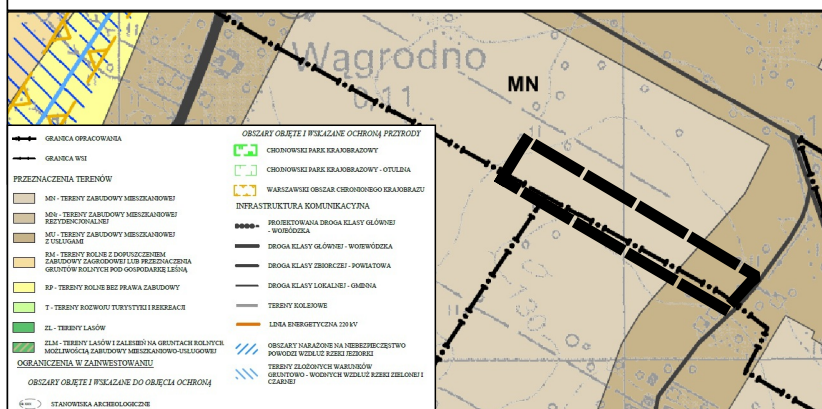 Wągrodno
0,11
MN
GRANICA OPRACOWANIA
GRANICA WSI
PRZEZNACZENIA TERENÓW
MN - TERENY ZABUDOWY MIESZKANIOWEJ
MNr - TERENY ZABUDOWY MIESZKANIOWEJ
REZYDENCJONALNEJ
MU - TERENY ZABUDOWY MIESZKANIOWEJ
Z USŁUGAMI
RM - TERENY ROLNE Z DOPUSZCZENIEM
ZABUDOWY ZAGRODOWEJ LUB PRZEZNACZENIA
GRUNTÓW ROLNYCH POD GOSPODARKĘ LEŚNĄ
RP - TERENY ROLNE BEZ PRAWA ZABUDOWY
T - TERENY ROZWOJU TURYSTYKI I REKREACJI
ZL - TERENY LASÓW
ZLM - TERENY LASÓW I ZALESIEŃ NA GRUNTACH ROLNYCH
MOŻLIWOŚCIĄ ZABUDOWY MIESZKANIOWO-USŁUGOWEJ
OGRANICZENIA W ZAINWESTOWANIU
OBSZARY OBJĘTE I WSKAZANE DO OBJĘCIA OCHRONĄ
STANOWISKA ARCHEOLOGICZNE
OBSZARY OBJĘTE I WSKAZANE OCHRONĄ PRZYRODY
CHOJNOWSKI PARK KRAJOBRAZOWY
CHOJNOWSKI PARK KRAJOBRAZOWY - OTULINA
WARSZAWSKI OBSZAR CHRONIONEGO KRAJOBRAZU
INFRASTRUKTURA KOMUNIKACYJNA
PROJEKTOWANA DROGA KLASY GŁÓWNEJ
- WOJEÓDZKA
DROGA KLASY GŁÓWNEJ - WOJEWÓDZKA
DROGA KLASY ZBIORCZEJ - POWIATOWA
DROGA KLASY LOKALNEJ - GMINNA
TERENY KOLEJOWE
LINIA ENERGETYCZNA 220 kV
OBSZARY NARAŻONE NA NIEBEZPIECZEŃSTWO
POWODZI WZDŁUŻ RZEKI JEZIORKI
TERENY ZŁOŻONYCH WARUNKÓW
GRUNTOWO - WODNYCH WZDŁUŻ RZEKI ZIELONEJ I
CZARNEJ